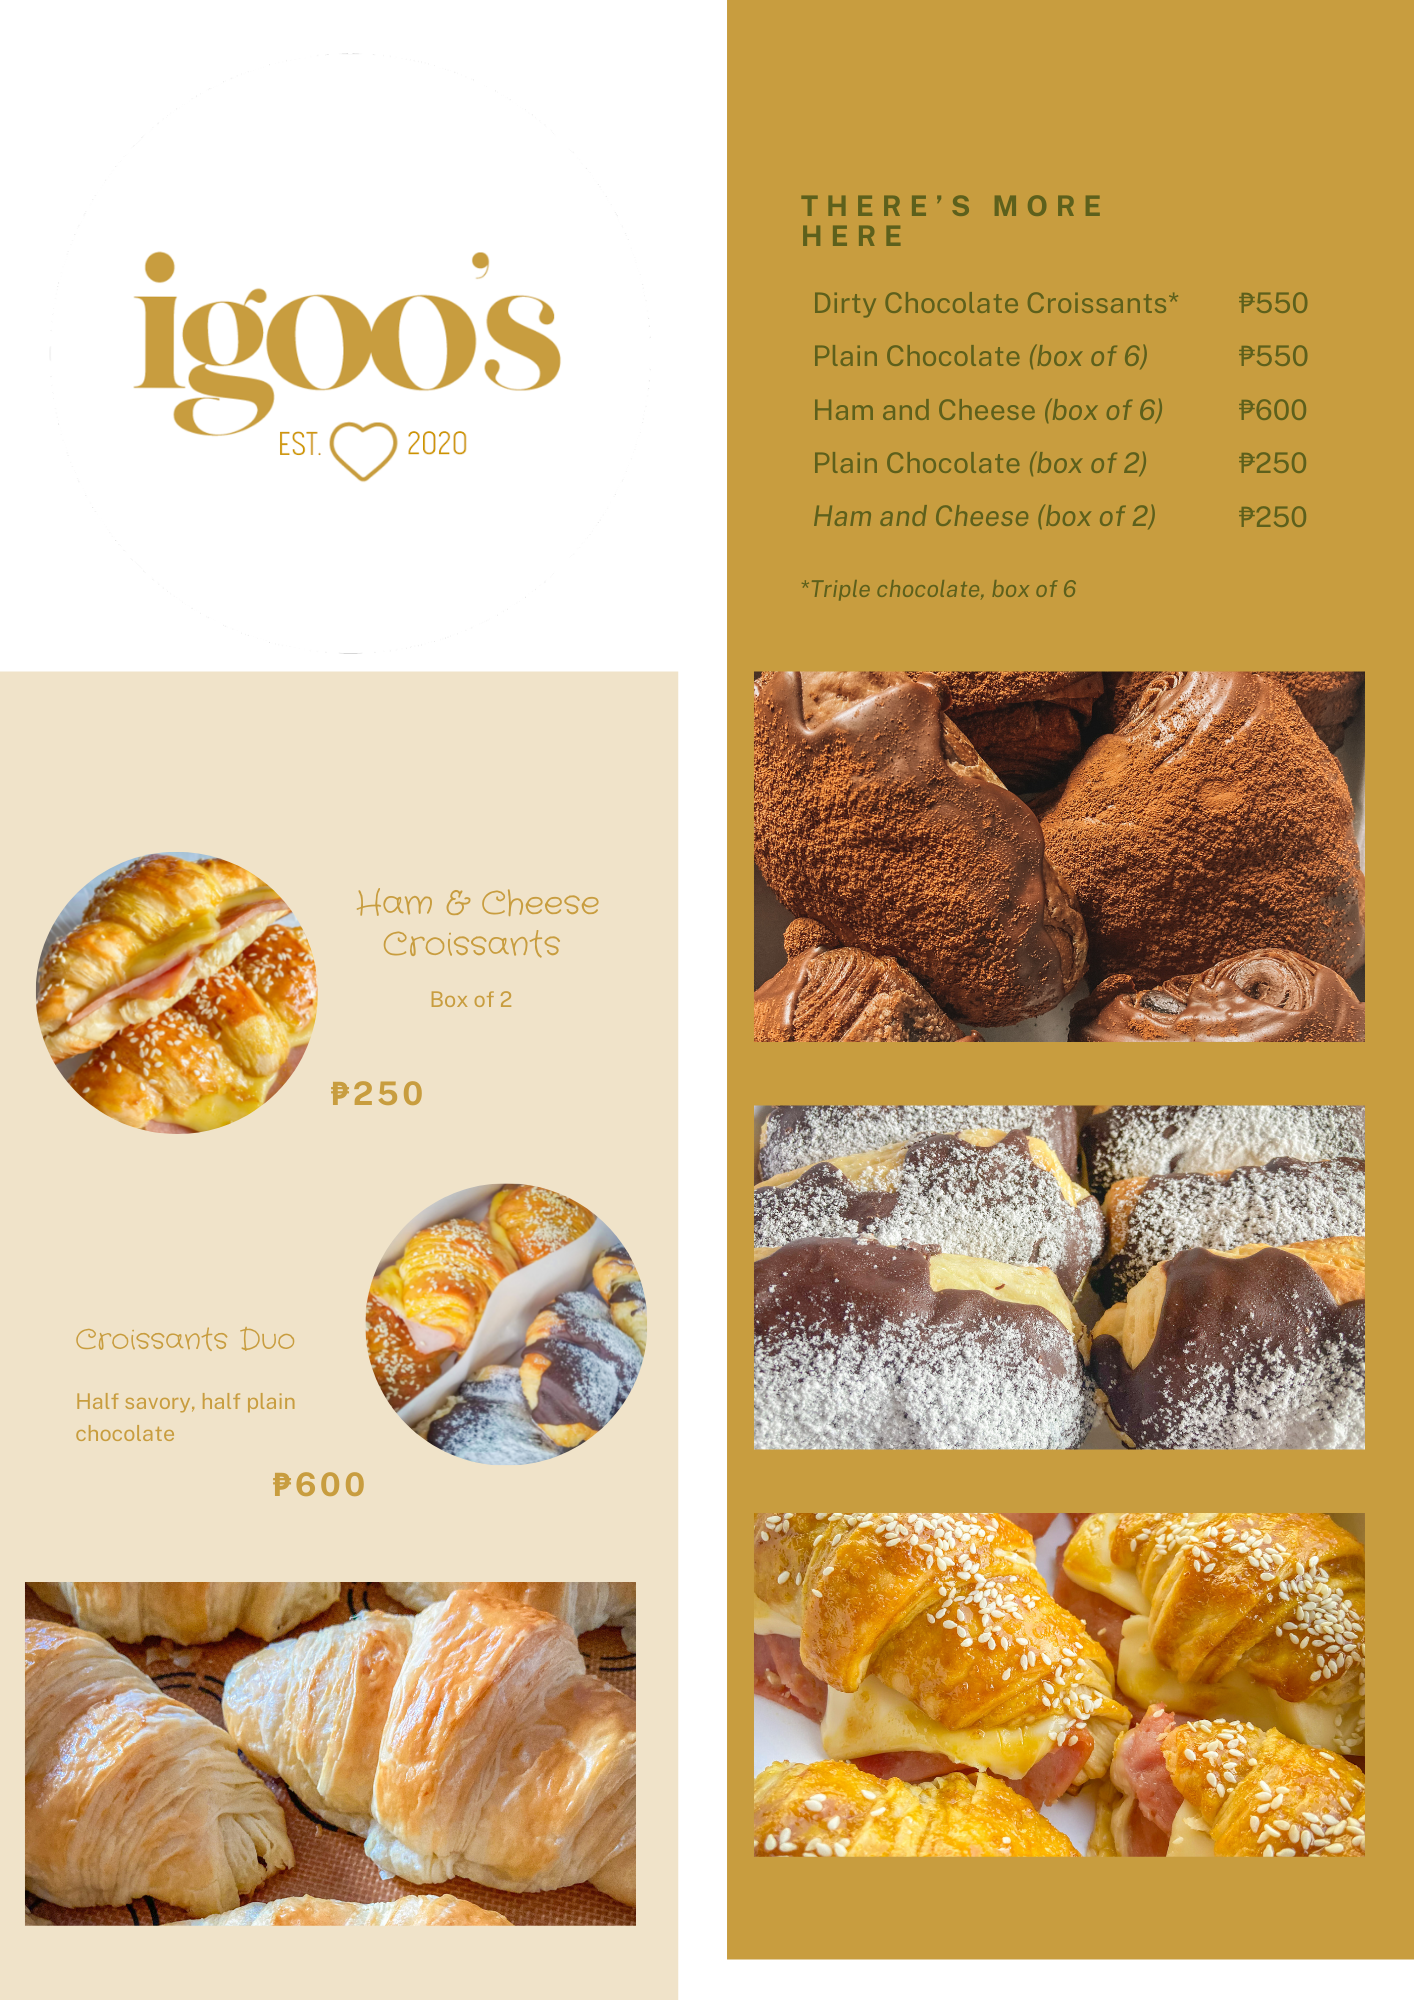 igoo's
EST. 2020
Ham & Cheese
Croissants
Box of 2
₱250
Croissants Duo
Half savory, half plain
chocolate
₱600
THERE’S MORE
HERE
Dirty Chocolate Croissants* ₱550
Plain Chocolate (box of 6) ₱550
Ham and Cheese (box of 6) ₱600
Plain Chocolate (box of 2) ₱250
Ham and Cheese (box of 2) ₱250
*Triple chocolate, box of 6